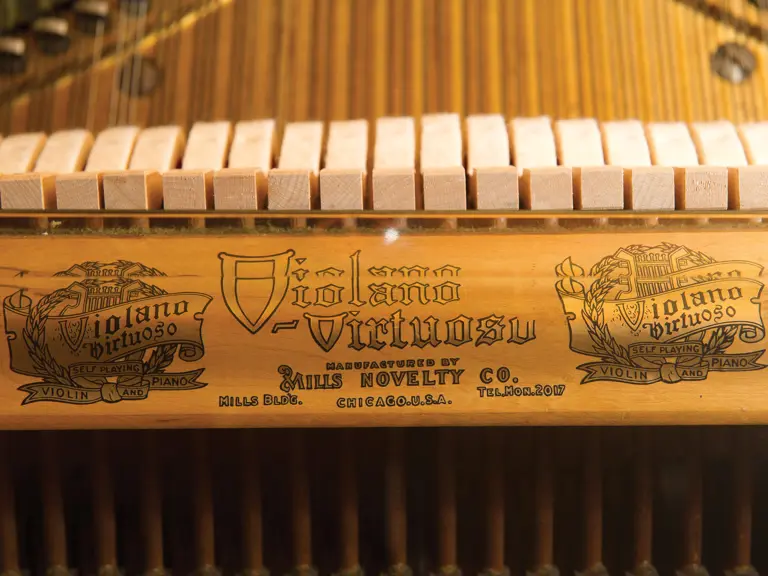 Violano
Virtuoso
SELF PLAYING
VIOLIN AND PIANO
Violano
-Virtuoso
MANUFACTURED BY
MILLS NOVELTY CO.
MILLS BLDG. CHICAGO.U.S.A. TEL.MON.2017
Violano
Virtuoso
SELF PLAYING
VIOLIN AND PIANO